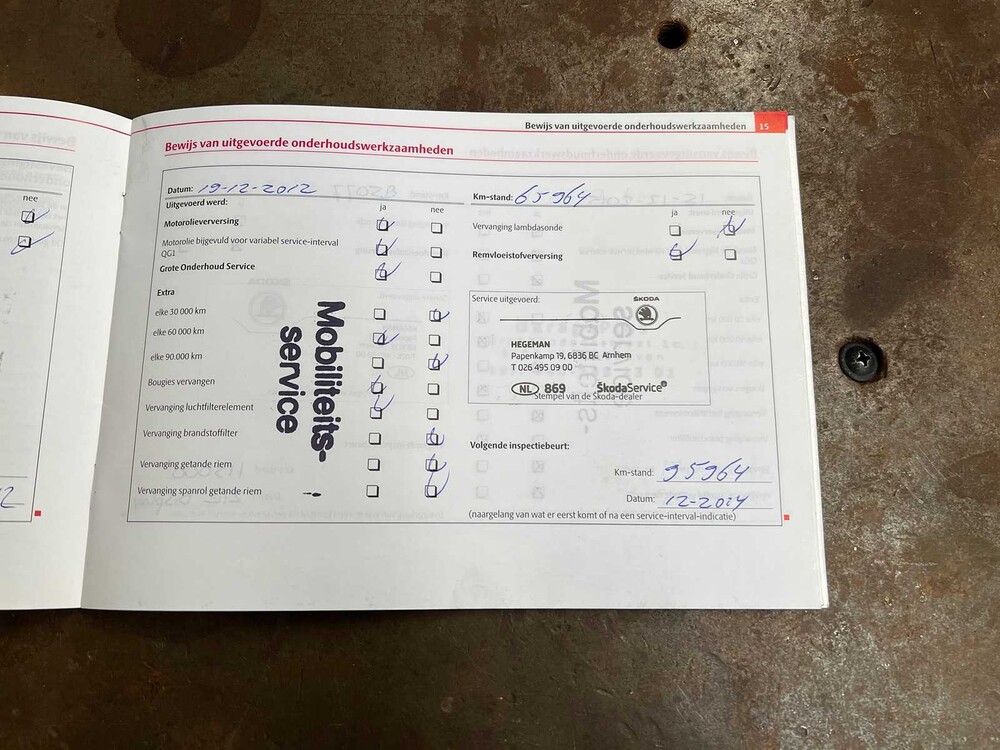 Bewijs van uitgevoerde onderhoudswerkzaamheden 15
Bewijs van uitgevoerde onderhoudswerkzaamheden
nee
Datum: 19-12-2012
Km-stand: 65964
Uitgevoerd werd:
ja nee
Motorolieverversing
Motorolie bijgevuld voor variabel service-interval
QG1
Grote Onderhoud Service
Extra
elke 30 000 km
elke 60 000 km
elke 90.000 km
Bougies vervangen
Vervanging luchtfilterelement
Vervanging brandstoffilter
Vervanging getande riem
Vervanging spanrol getande riem
Mobiliteits-
service
ja nee
Vervanging lambdasonde
Remvloeistofverversing
Service uitgevoerd:
ŠKODA
HEGEMAN
Papenkamp 19, 6836 BC Arnhem
T 026 495 09 00
NL 869 ŠkodaService
Stempel van de Škoda-dealer
Volgende inspectiebeurt:
Km-stand: 95964
Datum: 12-2014
(naargelang van wat er eerst komt of na een service-interval-indicatie)